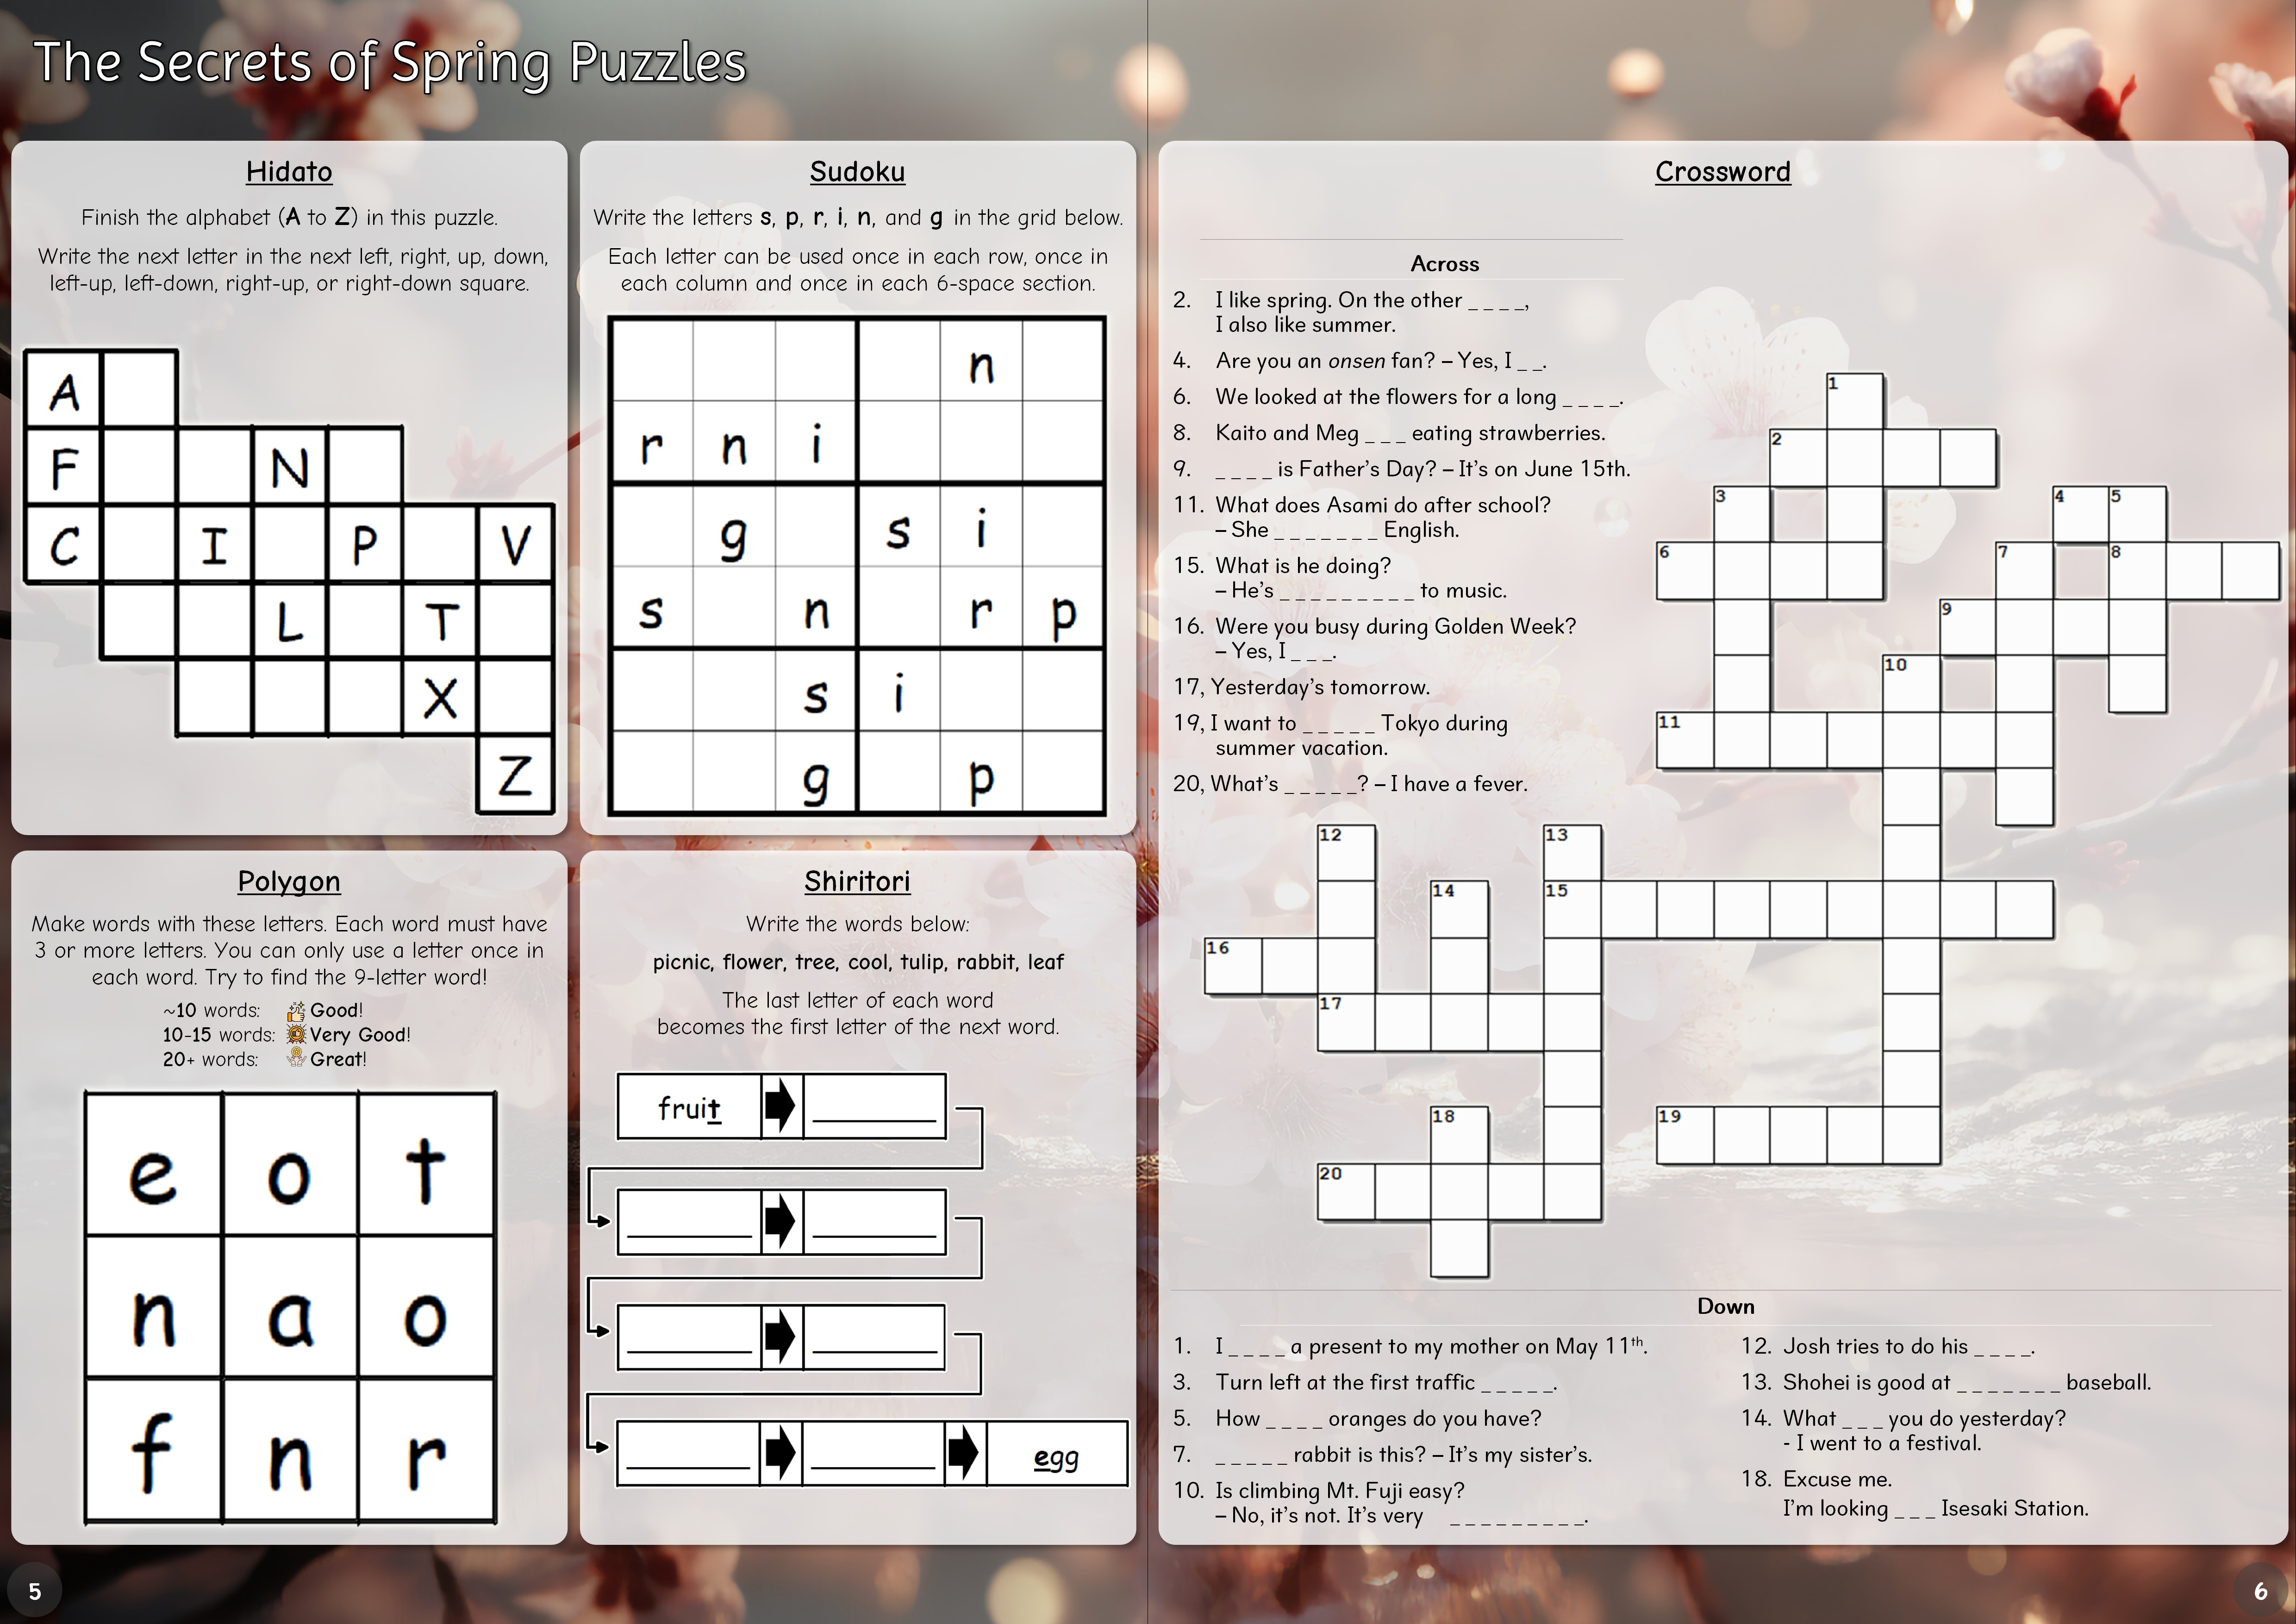 The Secrets of Spring Puzzles
Hidato
Finish the alphabet (A to Z) in this puzzle.
Write the next letter in the next left, right, up, down,
left-up, left-down, right-up, or right-down square.
A
F N
C I P V
L T
X
Z
Sudoku
Write the letters s, p, r, i, n, and g in the grid below.
Each letter can be used once in each row, once in
each column and once in each 6-space section.
n
r n i
g s i
s n r p
s i
g p
Polygon
Make words with these letters. Each word must have
3 or more letters. You can only use a letter once in
each word. Try to find the 9-letter word!
~10 words: Good!
10-15 words: Very Good!
20+ words: Great!
e o t
n a o
f n r
Shiritori
Write the words below:
picnic, flower, tree, cool, tulip, rabbit, leaf
The last letter of each word
becomes the first letter of the next word.
fruit ________
________ ________
________ ________
________ ________ egg
Crossword
Across
2. I like spring. On the other _ _ _ _,
I also like summer.
4. Are you an onsen fan? – Yes, I _ _.
6. We looked at the flowers for a long _ _ _ _.
8. Kaito and Meg _ _ _ eating strawberries.
9. _ _ _ _ is Father's Day? – It's on June 15th.
11. What does Asami do after school?
– She _ _ _ _ _ _ _ English.
15. What is he doing?
– He's _ _ _ _ _ _ _ _ _ to music.
16. Were you busy during Golden Week?
– Yes, I _ _ _.
17, Yesterday's tomorrow.
19, I want to _ _ _ _ _ Tokyo during
summer vacation.
20, What's _ _ _ _ _? – I have a fever.
1
2
3 4 5
6 7 8
9
10
11
12 13
14 15
16
17
18 19
20
Down
1. I _ _ _ _ a present to my mother on May 11th.
3. Turn left at the first traffic _ _ _ _ _.
5. How _ _ _ _ oranges do you have?
7. _ _ _ _ _ rabbit is this? – It's my sister's.
10. Is climbing Mt. Fuji easy?
– No, it's not. It's very _ _ _ _ _ _ _ _ _.
12. Josh tries to do his _ _ _ _.
13. Shohei is good at _ _ _ _ _ _ _ baseball.
14. What _ _ _ you do yesterday?
- I went to a festival.
18. Excuse me.
I'm looking _ _ _ Isesaki Station.
5
6